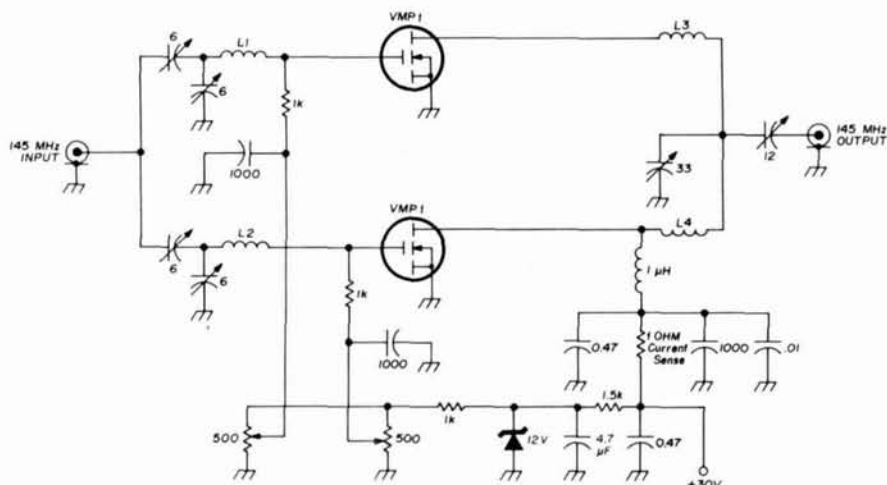 VMP1
6
L1
L3
6
1k
145 MHz
INPUT
1000
145 MHz
OUTPUT
12
33
VMP1
L2
L4
6
6
1k
1 µH
1000
0.47
1 OHM
Current
Sense
1000
.01
1.5k
1k
500
500
12V
4.7
µF
0.47
+30V